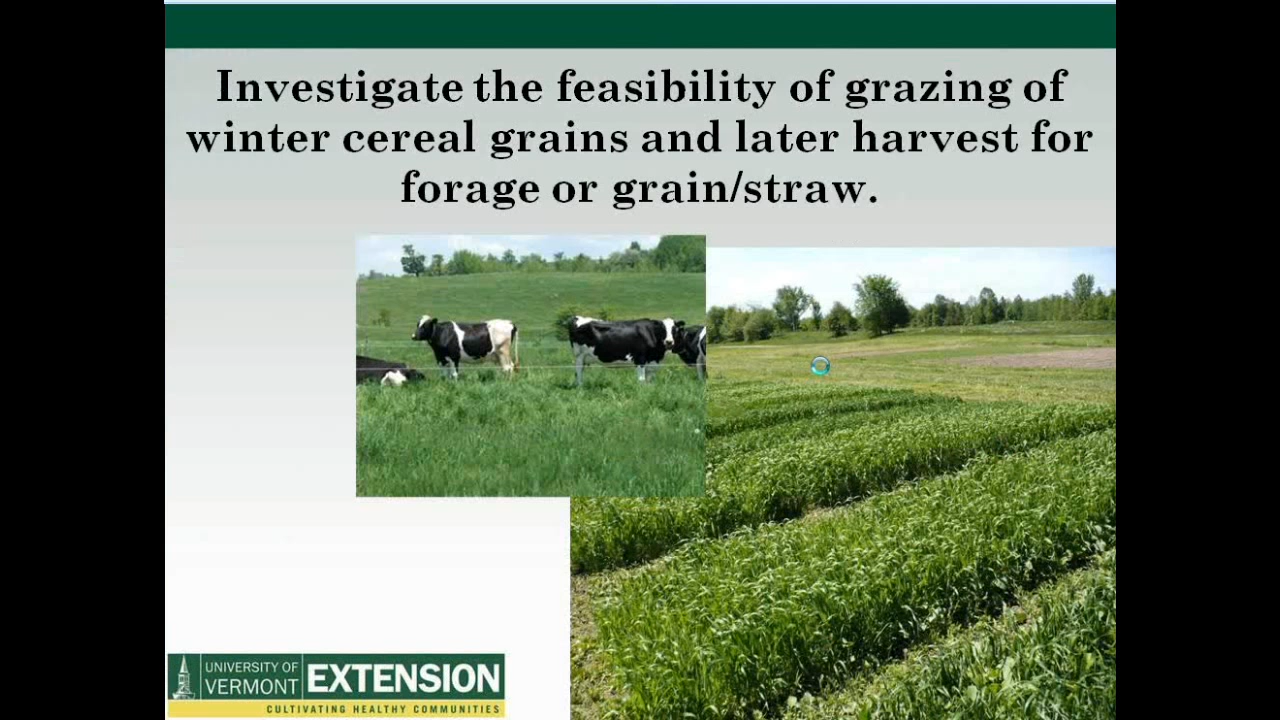 Investigate the feasibility of grazing of
winter cereal grains and later harvest for
forage or grain/straw.
UNIVERSITY OF
VERMONT
EXTENSION
CULTIVATING HEALTHY COMMUNITIES